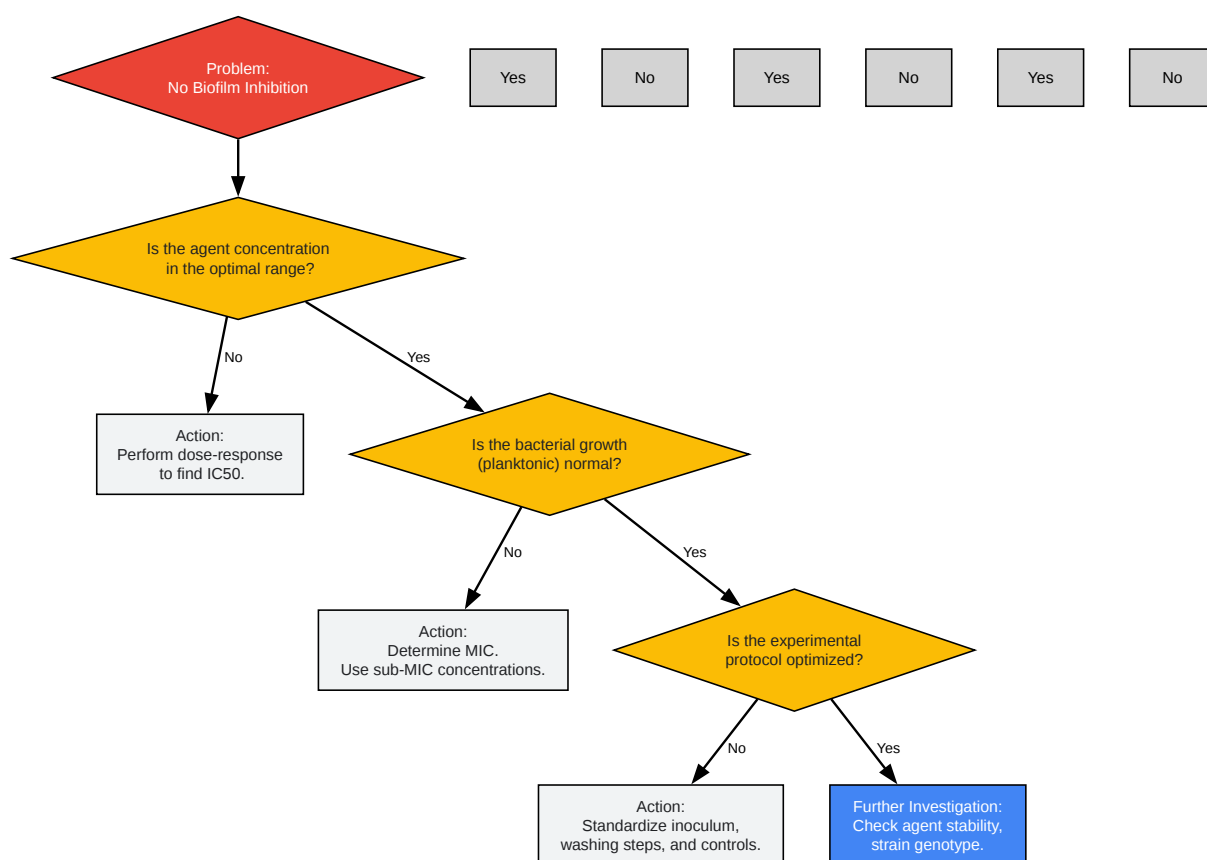 Problem:
No Biofilm Inhibition
Yes
No
Yes
No
Yes
No
Is the agent concentration
in the optimal range?
No
Yes
Action:
Perform dose-response
to find IC50.
Is the bacterial growth
(planktonic) normal?
No
Yes
Action:
Determine MIC.
Use sub-MIC concentrations.
Is the experimental
protocol optimized?
No
Yes
Action:
Standardize inoculum,
washing steps, and controls.
Further Investigation:
Check agent stability,
strain genotype.